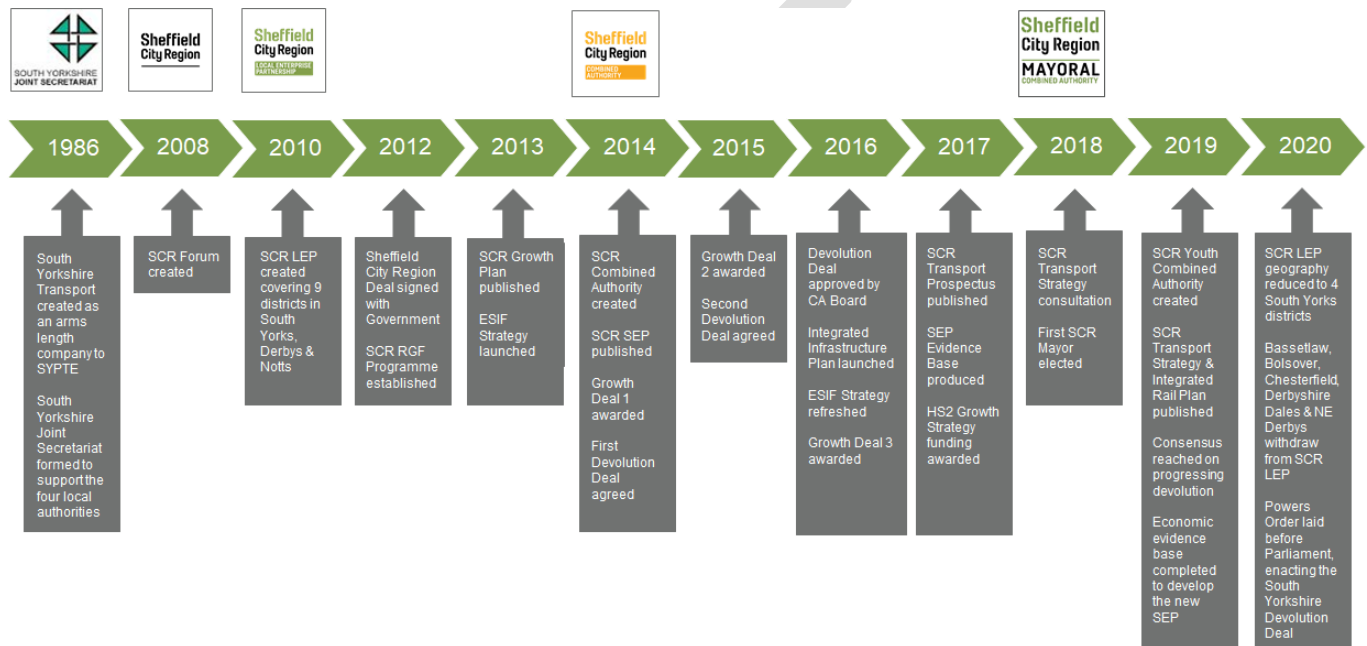 SOUTH YORKSHIRE
JOINT SECRETARIAT
Sheffield
City Region
Sheffield
City Region
LOCAL ENTERPRISE
PARTNERSHIP
Sheffield
City Region
COMBINED
AUTHORITY
Sheffield
City Region
MAYORAL
COMBINED AUTHORITY
1986
2008
2010
2012
2013
2014
2015
2016
2017
2018
2019
2020
South
Yorkshire
Transport
created as
an arms
length
company to
SYPTE
South
Yorkshire
Joint
Secretariat
formed to
support the
four local
authorities
SCR Forum
created
SCR LEP
created
covering 9
districts in
South
Yorks,
Derbys &
Notts
Sheffield
City Region
Deal signed
with
Government
SCR RGF
Programme
established
SCR Growth
Plan
published
ESIF
Strategy
launched
SCR
Combined
Authority
created
SCR SEP
published
Growth
Deal 1
awarded
First
Devolution
Deal
agreed
Growth Deal
2 awarded
Second
Devolution
Deal agreed
Devolution
Deal
approved by
CA Board
Integrated
Infrastructure
Plan launched
ESIF Strategy
refreshed
Growth Deal 3
awarded
SCR
Transport
Prospectus
published
SEP
Evidence
Base
produced
HS2 Growth
Strategy
funding
awarded
SCR
Transport
Strategy
consultation
First SCR
Mayor
elected
SCR Youth
Combined
Authority
created
SCR
Transport
Strategy &
Integrated
Rail Plan
published
Consensus
reached on
progressing
devolution
Economic
evidence
base
completed
to develop
the new
SEP
SCR LEP
geography
reduced to 4
South Yorks
districts
Bassetlaw,
Bolsover,
Chesterfield,
Derbyshire
Dales & NE
Derbys
withdraw
from SCR
LEP
Powers
Order laid
before
Parliament,
enacting the
South
Yorkshire
Devolution
Deal